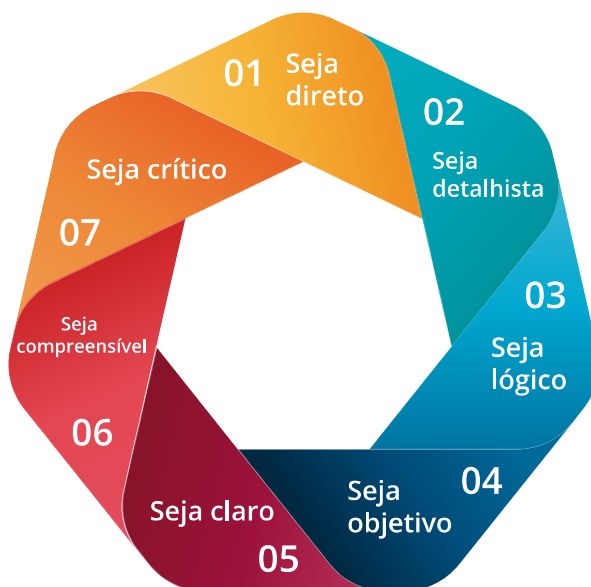 01
Seja
direto
02
Seja
detalhista
03
Seja
lógico
04
Seja
objetivo
Seja claro
05
Seja
compreensível
06
Seja crítico
07